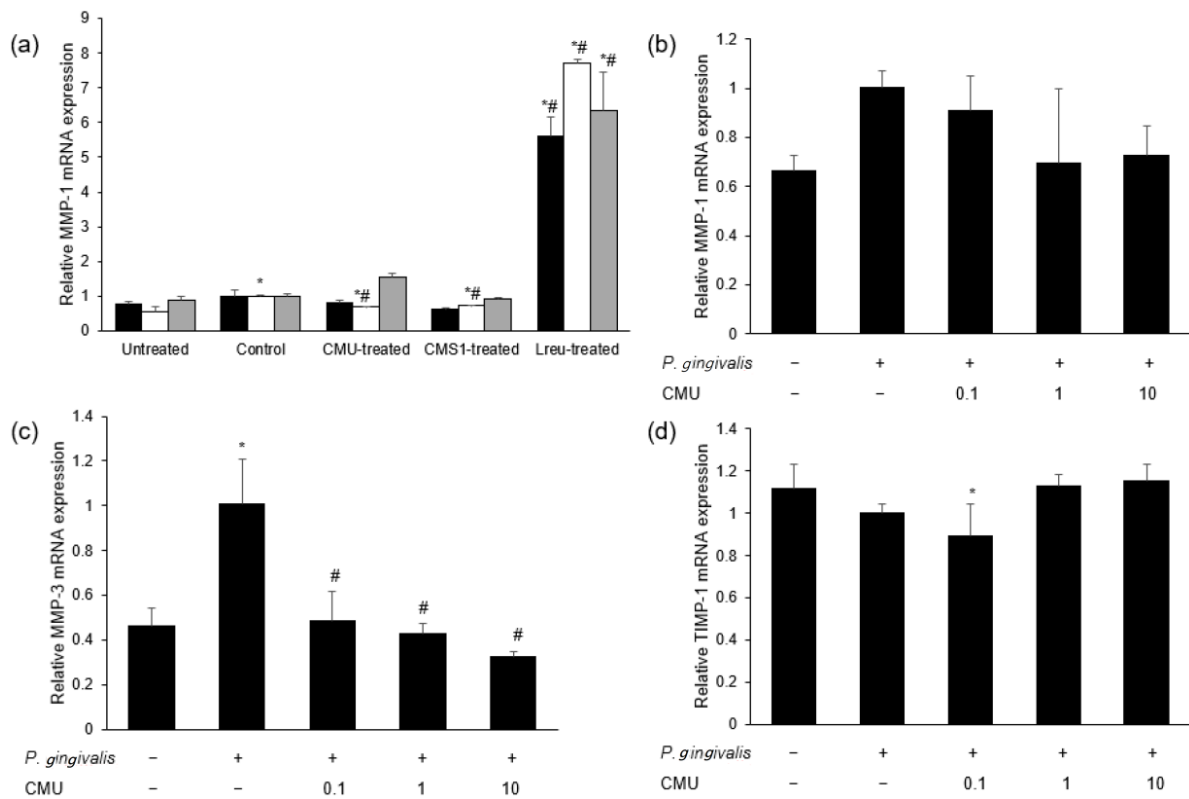 (a)
Relative MMP-1 mRNA expression
9
8
7
6
5
4
3
2
1
0
*
*#
*#
*#
*#
*#
Untreated
Control
CMU-treated
CMS1-treated
Lreu-treated
(b)
Relative MMP-1 mRNA expression
1.2
1
0.8
0.6
0.4
0.2
0
P. gingivalis – + + + +
CMU – – 0.1 1 10
(c)
Relative MMP-3 mRNA expression
1.4
1.2
1
0.8
0.6
0.4
0.2
0
*
#
#
#
P. gingivalis – + + + +
CMU – – 0.1 1 10
(d)
Relative TIMP-1 mRNA expression
1.4
1.2
1
0.8
0.6
0.4
0.2
0
*
P. gingivalis – + + + +
CMU – – 0.1 1 10